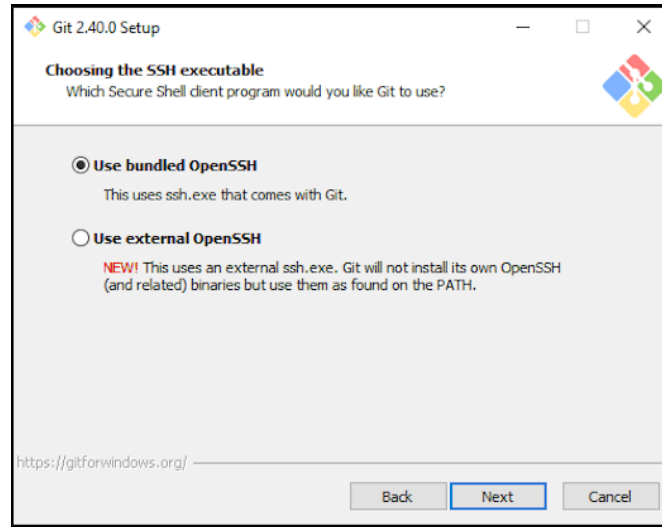 Git 2.40.0 Setup
Choosing the SSH executable
Which Secure Shell client program would you like Git to use?
Use bundled OpenSSH
This uses ssh.exe that comes with Git.
Use external OpenSSH
NEW! This uses an external ssh.exe. Git will not install its own OpenSSH
(and related) binaries but use them as found on the PATH.
https://gitforwindows.org/
Back Next Cancel